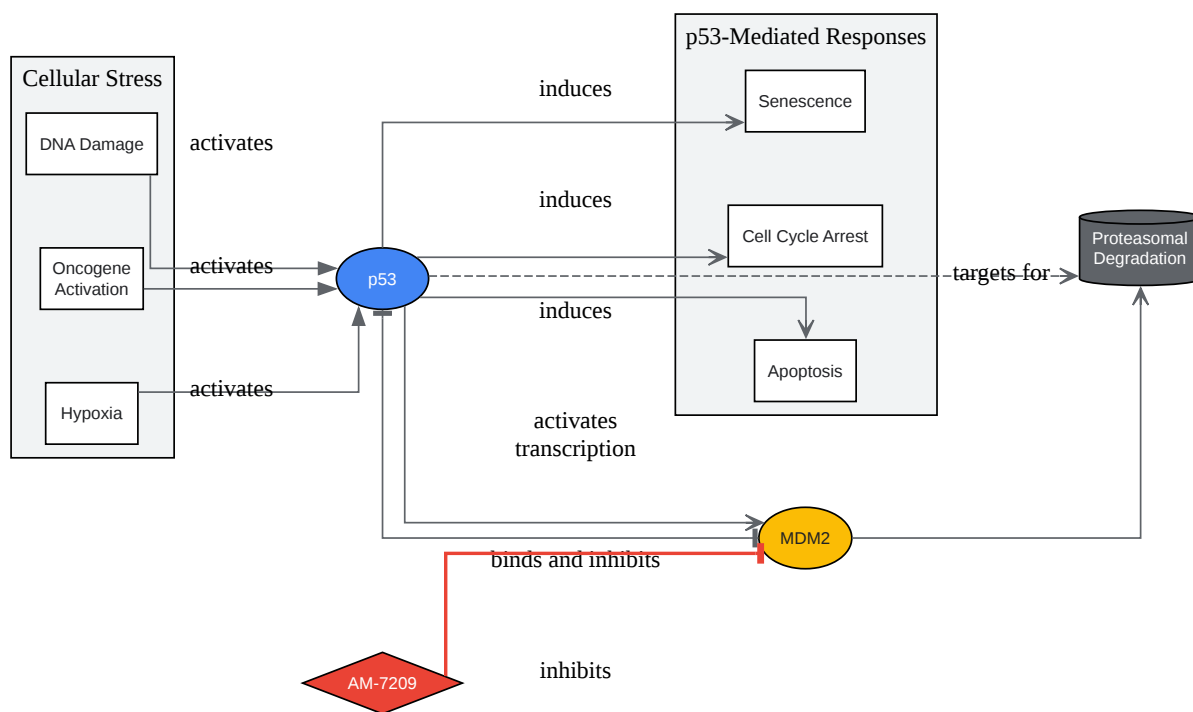 Cellular Stress
DNA Damage
Oncogene
Activation
Hypoxia
activates
activates
activates
p53
induces
induces
induces
p53-Mediated Responses
Senescence
Cell Cycle Arrest
Apoptosis
targets for
Proteasomal
Degradation
activates
transcription
MDM2
binds and inhibits
AM-7209
inhibits